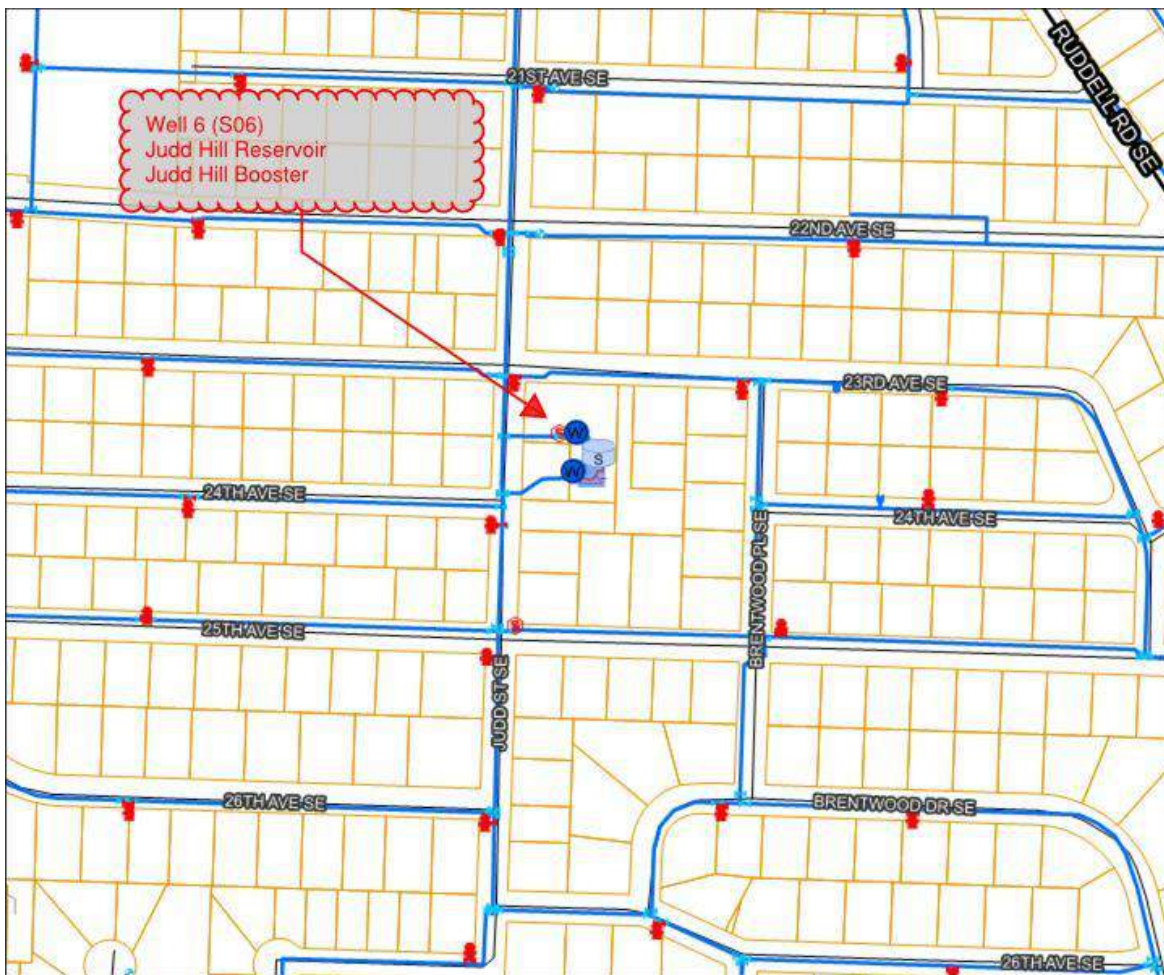 21ST AVE SE
RUDDELL RD SE
Well 6 (S06)
Judd Hill Reservoir
Judd Hill Booster
22ND AVE SE
23RD AVE SE
W
S
W
24TH AVE SE
24TH AVE SE
BRENTWOOD PL SE
25TH AVE SE
JUDD ST SE
26TH AVE SE
BRENTWOOD DR SE
26TH AVE SE